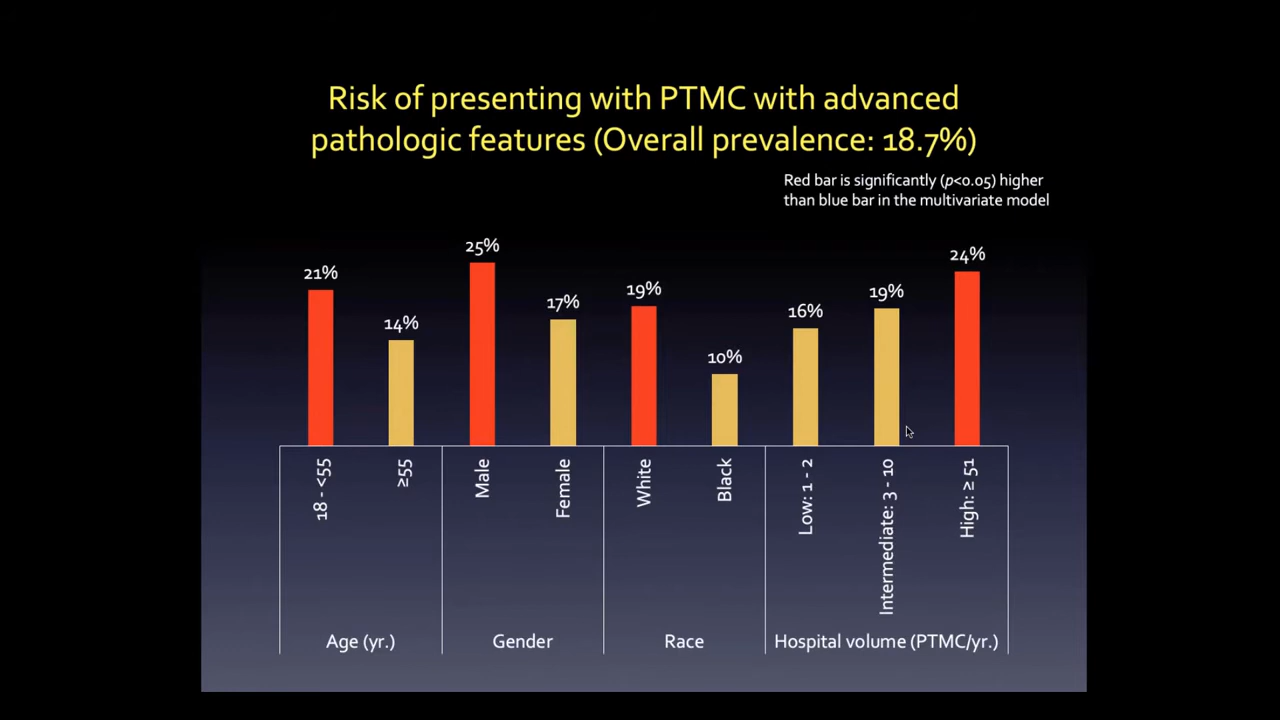 Risk of presenting with PTMC with advanced
pathologic features (Overall prevalence: 18.7%)
Red bar is significantly (p<0.05) higher
than blue bar in the multivariate model
21%
14%
25%
17%
19%
10%
16%
19%
24%
18 - <55
≥55
Male
Female
White
Black
Low: 1 - 2
Intermediate: 3 - 10
High: ≥ 51
Age (yr.)
Gender
Race
Hospital volume (PTMC/yr.)